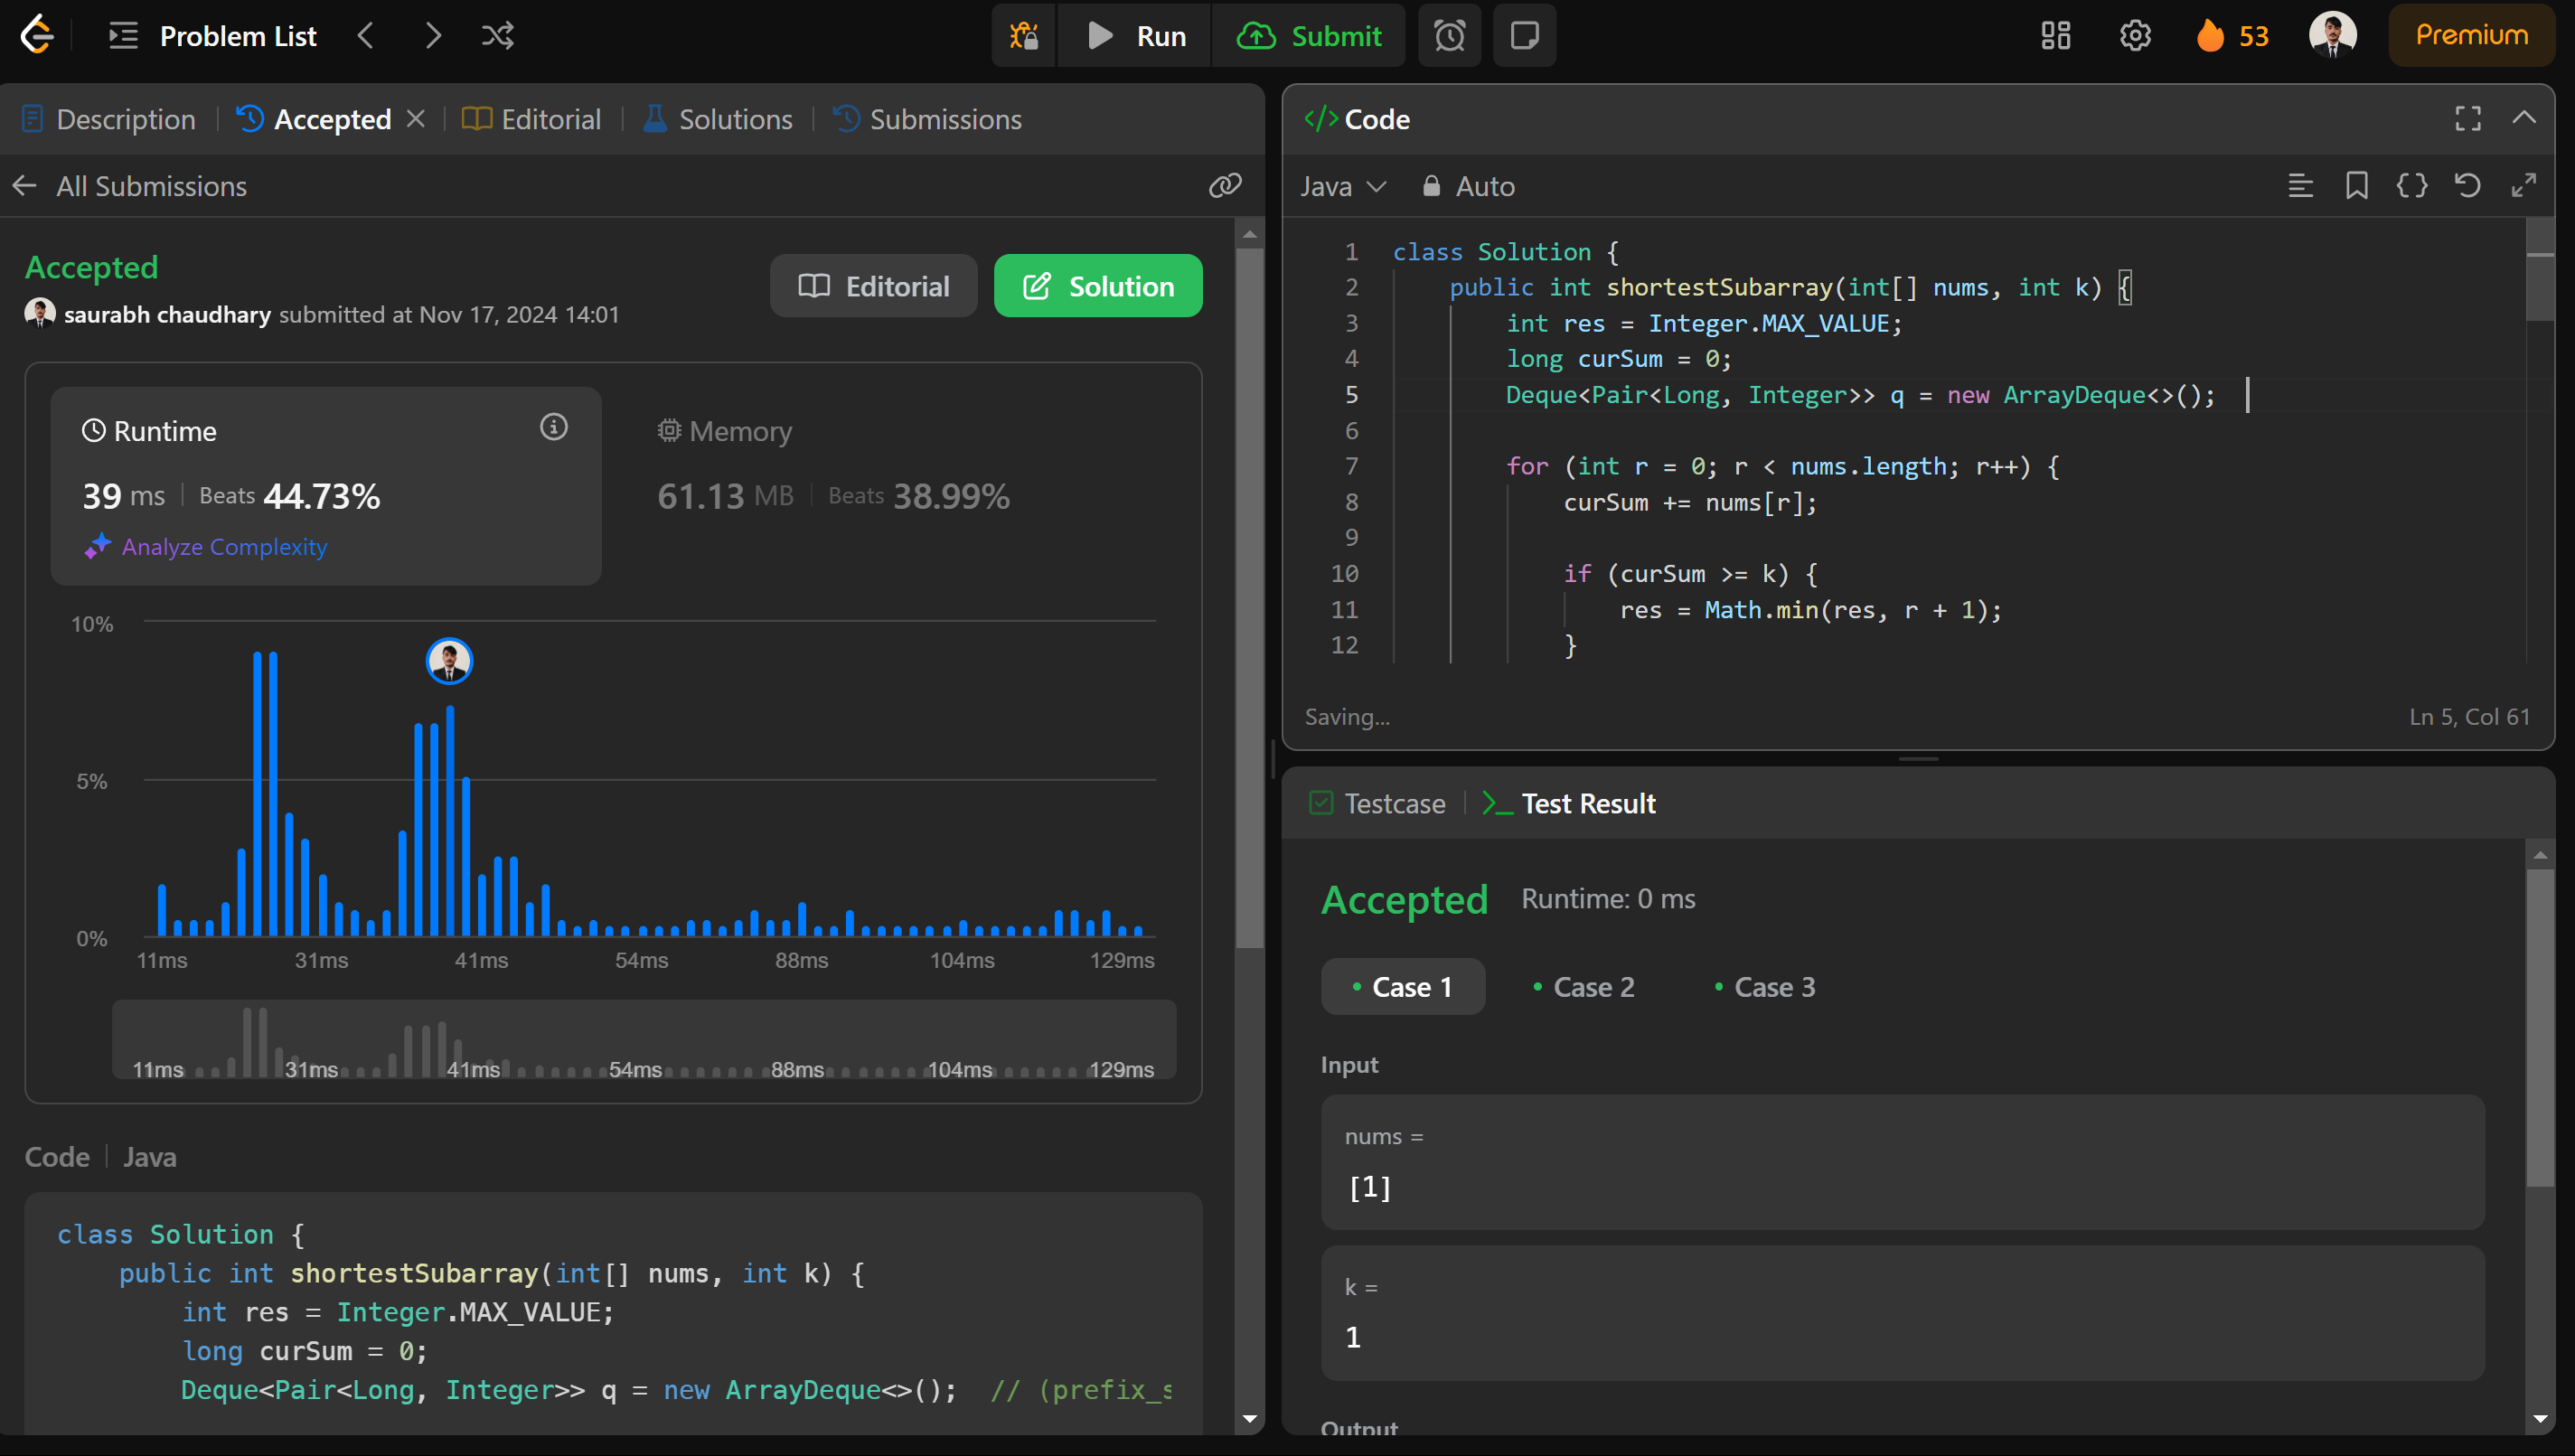 Problem List
Run
Submit
53
Premium
Description
Accepted
Editorial
Solutions
Submissions
All Submissions
Accepted
saurabh chaudhary submitted at Nov 17, 2024 14:01
Editorial
Solution
Runtime
39 ms
Beats 44.73%
Analyze Complexity
Memory
61.13 MB
Beats 38.99%
10%
5%
0%
11ms 31ms 41ms 54ms 88ms 104ms 129ms
11ms 31ms 41ms 54ms 88ms 104ms 129ms
Code
Java
class Solution {
public int shortestSubarray(int[] nums, int k) {
int res = Integer.MAX_VALUE;
long curSum = 0;
Deque<Pair<Long, Integer>> q = new ArrayDeque<>(); // (prefix_s
</> Code
Java
Auto
1 class Solution {
2 public int shortestSubarray(int[] nums, int k) {
3 int res = Integer.MAX_VALUE;
4 long curSum = 0;
5 Deque<Pair<Long, Integer>> q = new ArrayDeque<>();
6
7 for (int r = 0; r < nums.length; r++) {
8 curSum += nums[r];
9
10 if (curSum >= k) {
11 res = Math.min(res, r + 1);
12 }
Saving...
Ln 5, Col 61
Testcase
Test Result
Accepted
Runtime: 0 ms
Case 1
Case 2
Case 3
Input
nums =
[1]
k =
1
Output